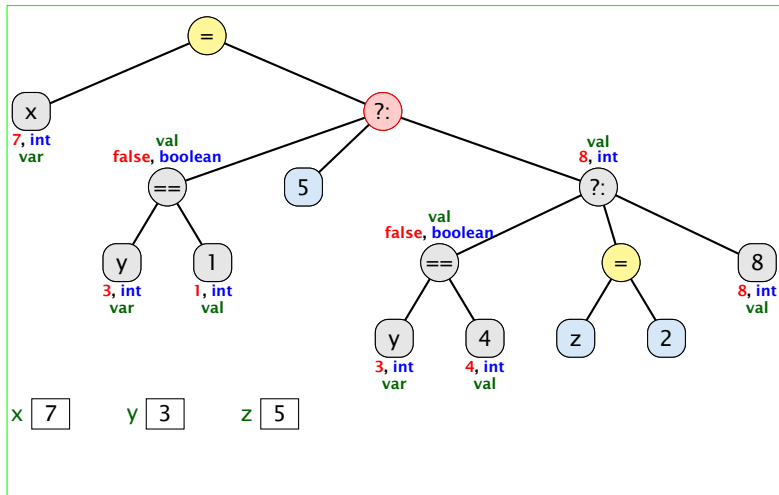 =
x
7, int
var
?:
val
false, boolean
==
5
val
8, int
?:
y
3, int
var
1
1, int
val
val
false, boolean
==
=
8
8, int
val
y
3, int
var
4
4, int
val
z
2
x 7 y 3 z 5